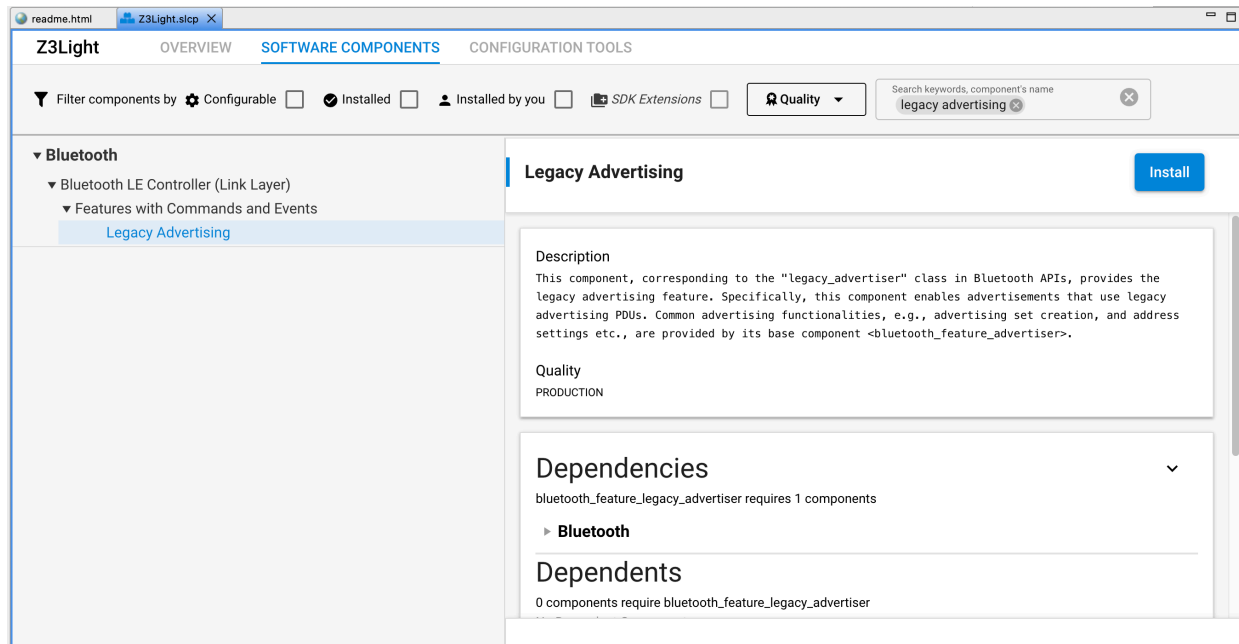 readme.html
Z3Light.slcp
Z3Light
OVERVIEW
SOFTWARE COMPONENTS
CONFIGURATION TOOLS
Filter components by
Configurable
Installed
Installed by you
SDK Extensions
Quality
Search keywords, component's name
legacy advertising
Bluetooth
Bluetooth LE Controller (Link Layer)
Features with Commands and Events
Legacy Advertising
Legacy Advertising
Install
Description
This component, corresponding to the "legacy_advertiser" class in Bluetooth APIs, provides the
legacy advertising feature. Specifically, this component enables advertisements that use legacy
advertising PDUs. Common advertising functionalities, e.g., advertising set creation, and address
settings etc., are provided by its base component <bluetooth_feature_advertiser>.
Quality
PRODUCTION
Dependencies
bluetooth_feature_legacy_advertiser requires 1 components
Bluetooth
Dependents
0 components require bluetooth_feature_legacy_advertiser